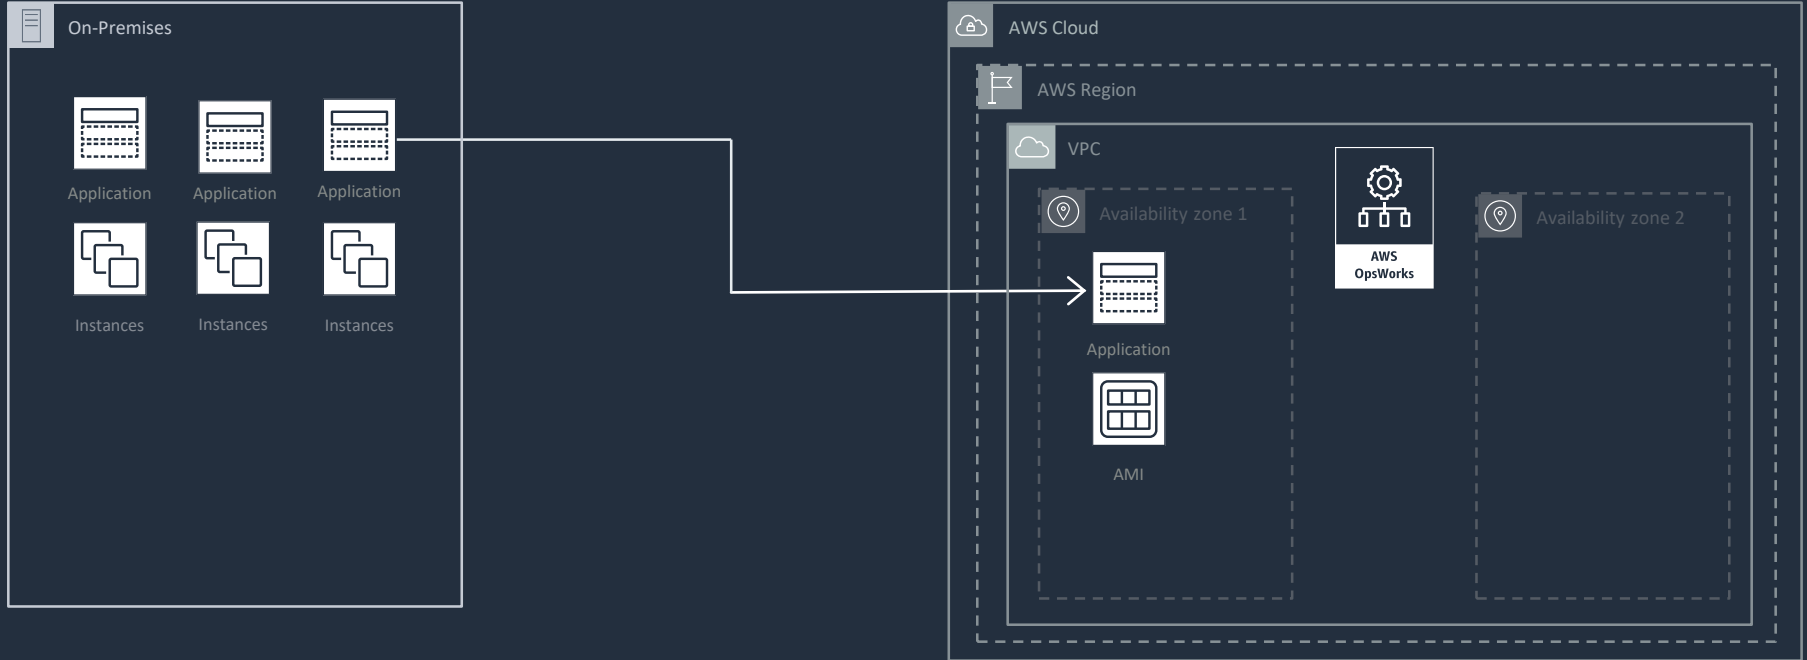 On-Premises
Application
Application
Application
Instances
Instances
Instances
AWS Cloud
AWS Region
VPC
Availability zone 1
Application
AMI
AWS
OpsWorks
Availability zone 2